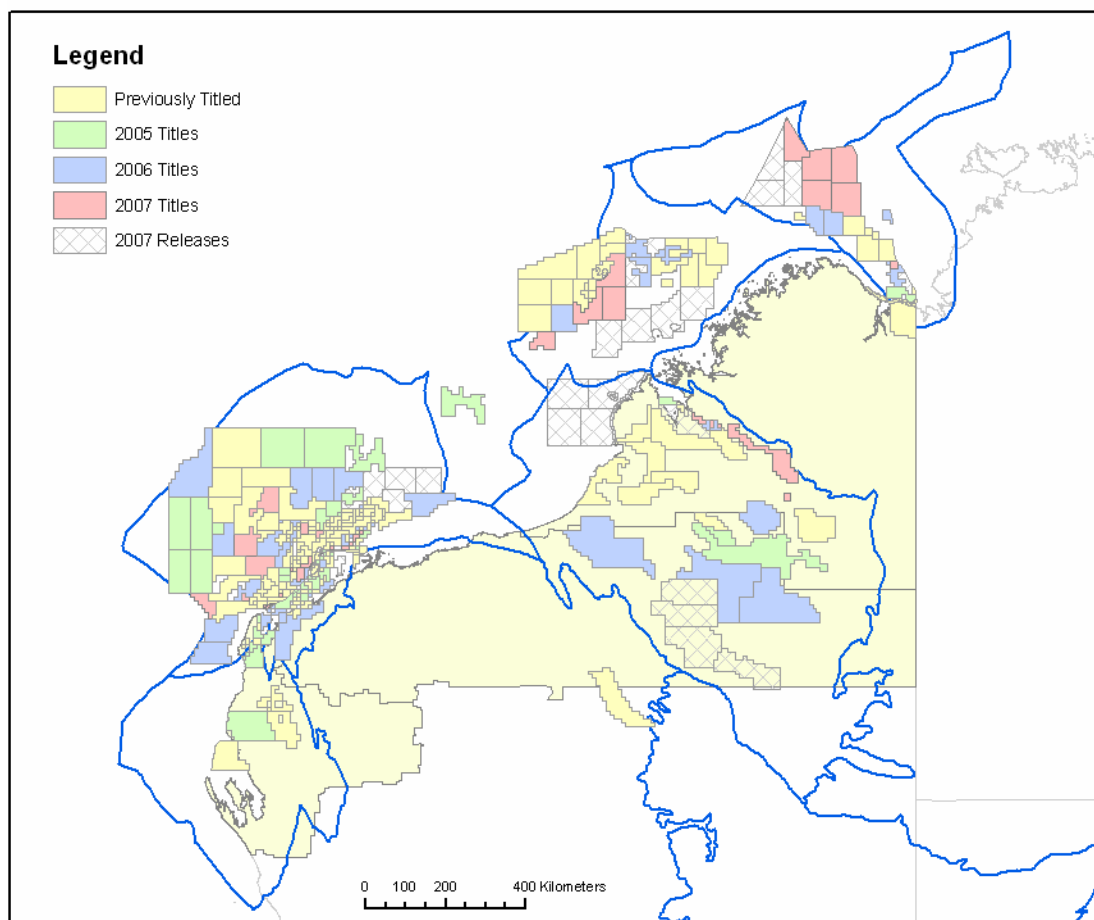 Legend
Previously Titled
2005 Titles
2006 Titles
2007 Titles
2007 Releases
0 100 200 400 Kilometers